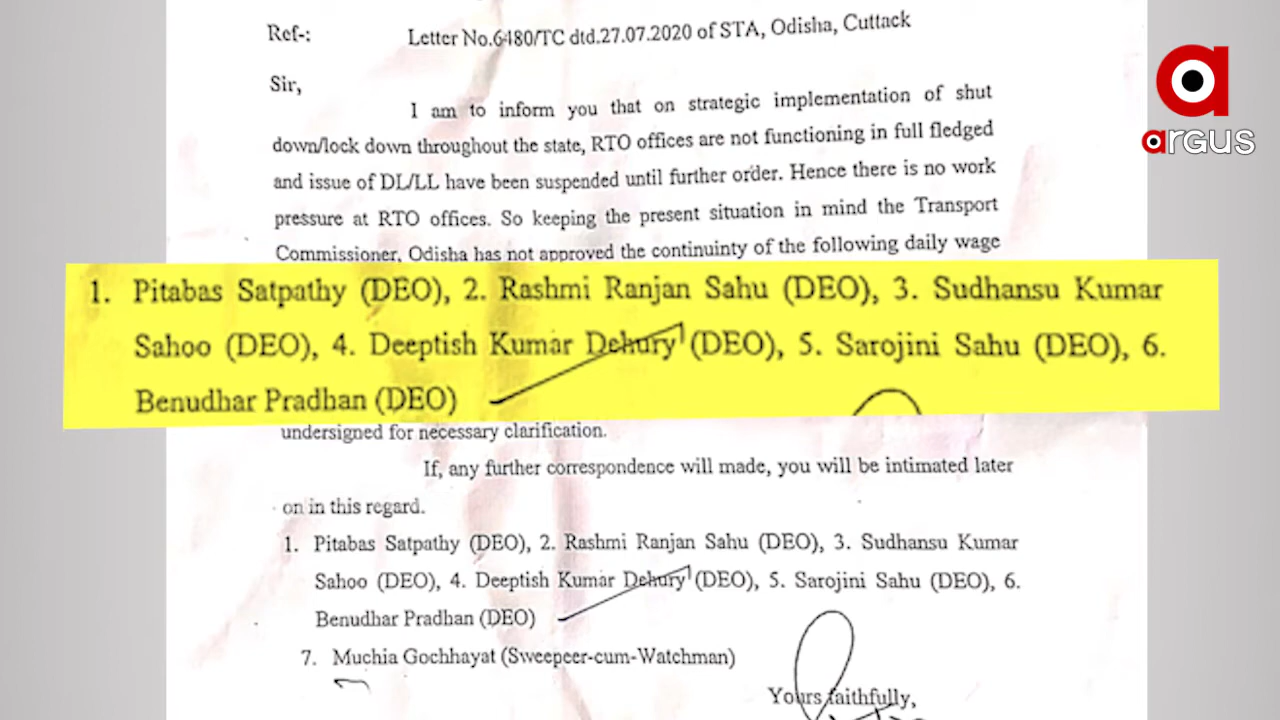 Ref-: Letter No.6480/TC dtd.27.07.2020 of STA, Odisha, Cuttack
Sir,
I am to inform you that on strategic implementation of shut
down/lock down throughout the state, RTO offices are not functioning in full fledged
and issue of DL/LL have been suspended until further order. Hence there is no work
pressure at RTO offices. So keeping the present situation in mind the Transport
Commissioner, Odisha has not approved the continuinty of the following daily wage
1. Pitabas Satpathy (DEO), 2. Rashmi Ranjan Sahu (DEO), 3. Sudhansu Kumar
Sahoo (DEO), 4. Deeptish Kumar Dehury (DEO), 5. Sarojini Sahu (DEO), 6.
Benudhar Pradhan (DEO)
undersigned for necessary clarification.
If, any further correspondence will made, you will be intimated later
on in this regard.
1. Pitabas Satpathy (DEO), 2. Rashmi Ranjan Sahu (DEO), 3. Sudhansu Kumar
Sahoo (DEO), 4. Deeptish Kumar Dehury (DEO), 5. Sarojini Sahu (DEO), 6.
Benudhar Pradhan (DEO)
7. Muchia Gochhayat (Sweepeer-cum-Watchman)
Yours faithfully,
a
argus